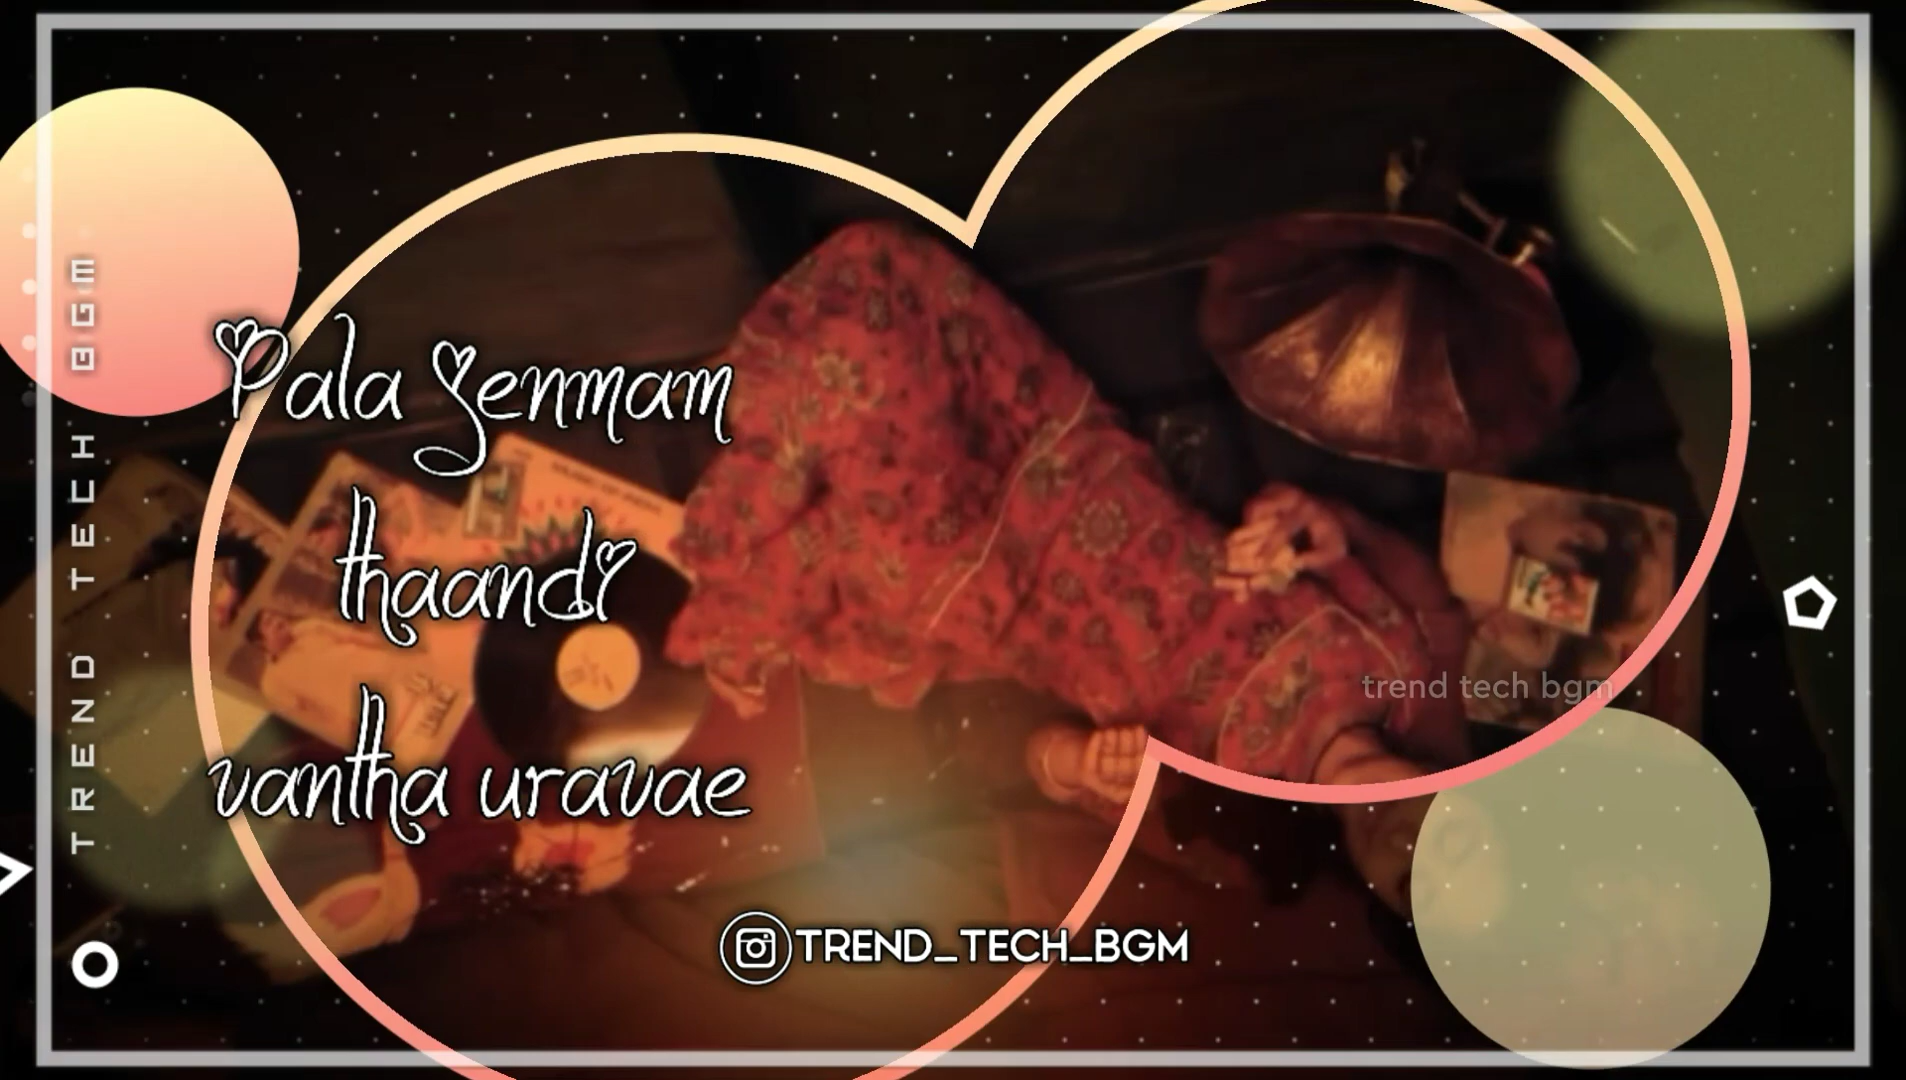 TREND TECH BGM
Pala Jenmam
thaandi
vantha uravae
trend tech bgm
TREND_TECH_BGM